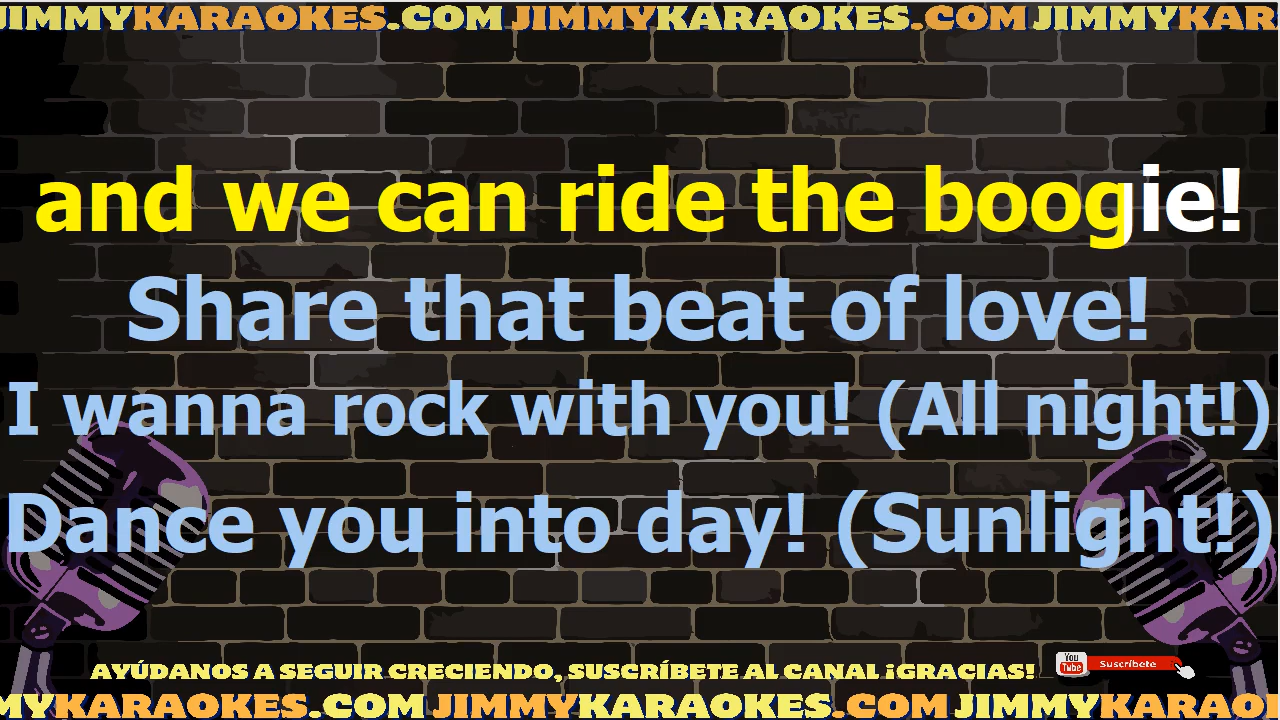 JIMMYKARAOKES.COM JIMMYKARAOKES.COM JIMMYKAR
and we can ride the boogie!
Share that beat of love!
I wanna rock with you! (All night!)
Dance you into day! (Sunlight!)
AYÚDANOS A SEGUIR CRECIENDO, SUSCRÍBETE AL CANAL ¡GRACIAS!
You Tube Suscríbete
MYKARAOKES.COM JIMMYKARAOKES.COM JIMMYKARAO